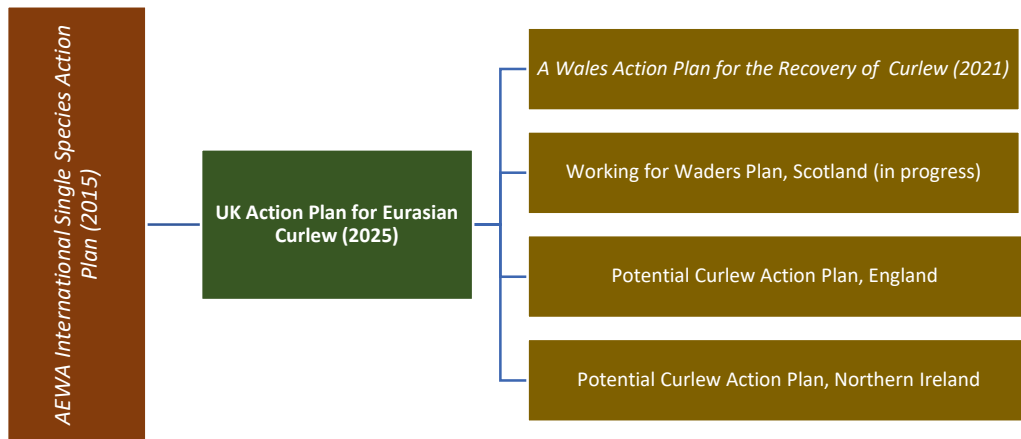 AEWA International Single Species Action
Plan (2015)
UK Action Plan for Eurasian
Curlew (2025)
A Wales Action Plan for the Recovery of  Curlew (2021)
Working for Waders Plan, Scotland (in progress)
Potential Curlew Action Plan, England
Potential Curlew Action Plan, Northern Ireland